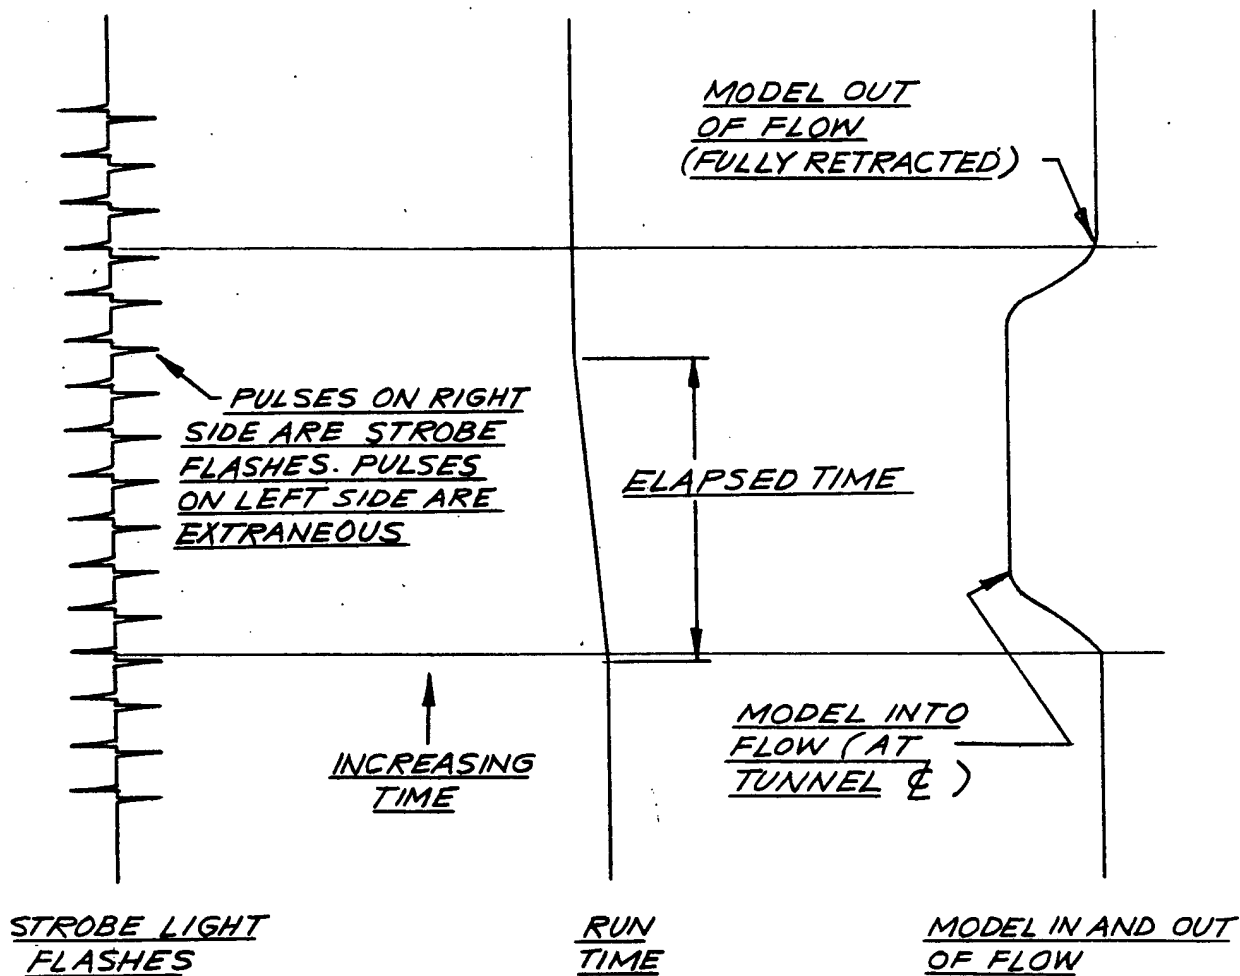 MODEL OUT
OF FLOW
(FULLY RETRACTED)
PULSES ON RIGHT
SIDE ARE STROBE
FLASHES. PULSES
ON LEFT SIDE ARE
EXTRANEOUS
ELAPSED TIME
MODEL INTO
FLOW (AT
TUNNEL ℄)
INCREASING
TIME
STROBE LIGHT
FLASHES
RUN
TIME
MODEL IN AND OUT
OF FLOW